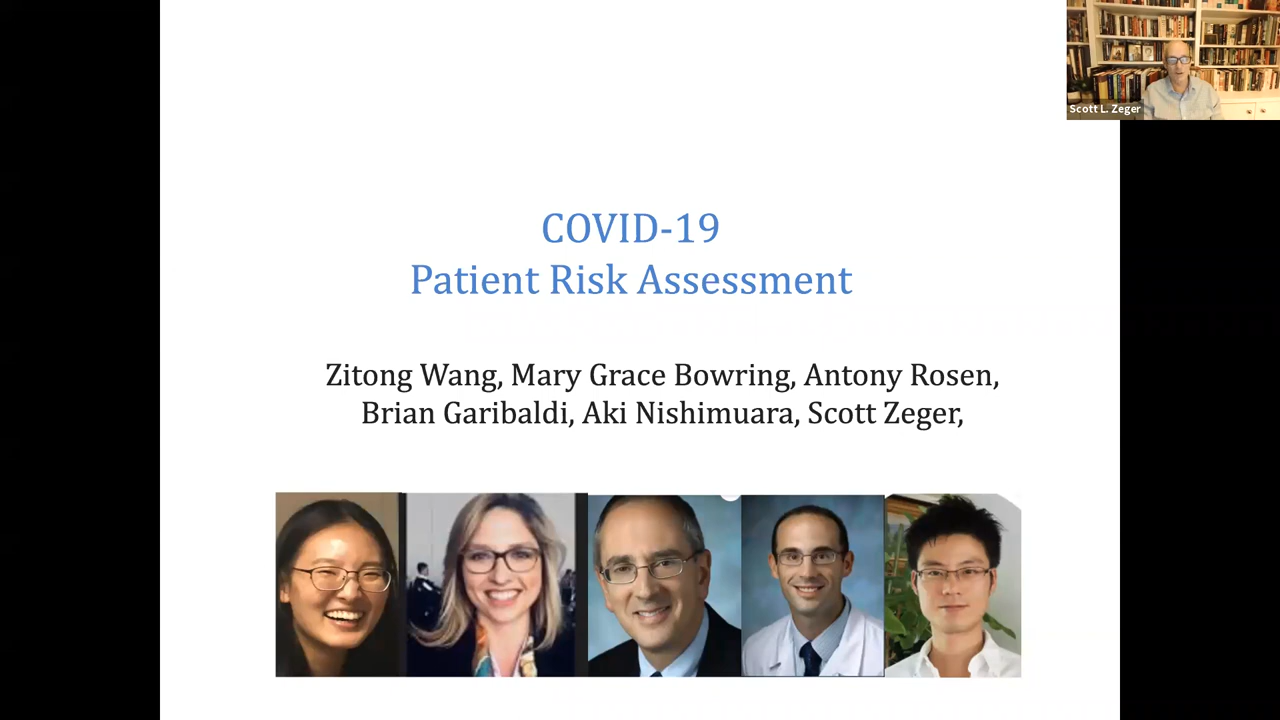 Scott L. Zeger
COVID-19
Patient Risk Assessment
Zitong Wang, Mary Grace Bowring, Antony Rosen,
Brian Garibaldi, Aki Nishimuara, Scott Zeger,